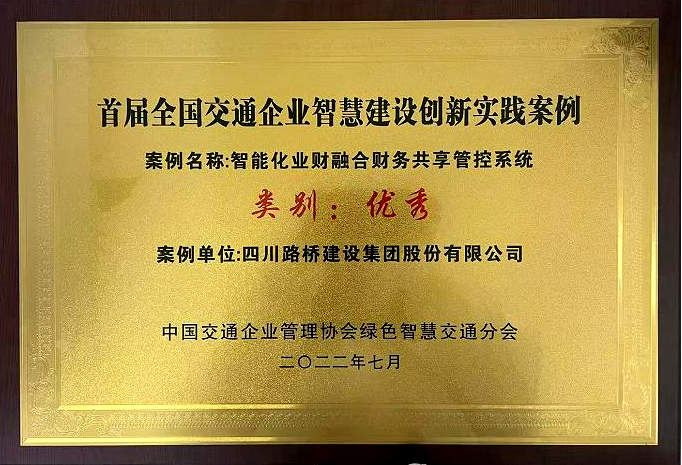 首届全国交通企业智慧建设创新实践案例
案例名称:智能化业财融合财务共享管控系统
类别：优秀
案例单位:四川路桥建设集团股份有限公司
中国交通企业管理协会绿色智慧交通分会
二〇二二年七月